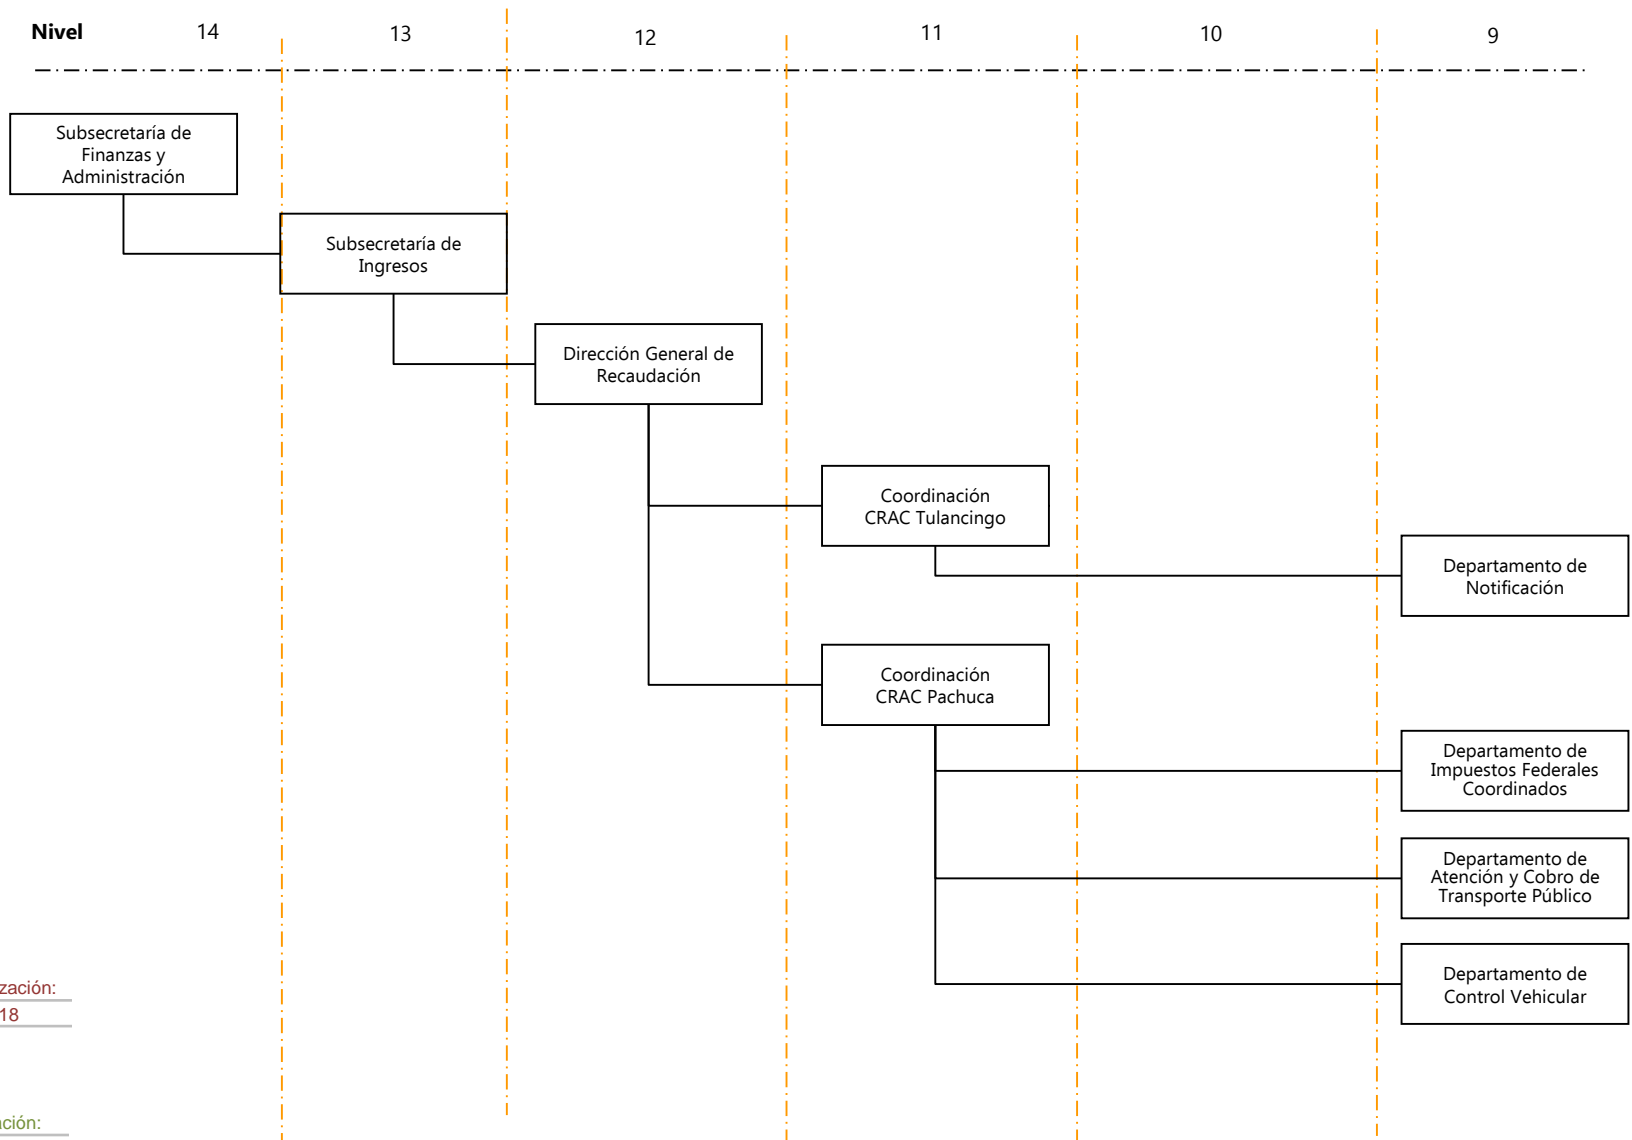 Nivel 14 13 12 11 10 9
Subsecretaría de
Finanzas y
Administración
Subsecretaría de
Ingresos
Dirección General de
Recaudación
Coordinación
CRAC Tulancingo
Departamento de
Notificación
Coordinación
CRAC Pachuca
Departamento de
Impuestos Federales
Coordinados
Departamento de
Atención y Cobro de
Transporte Público
Departamento de
Control Vehicular
zación:
18
ación: